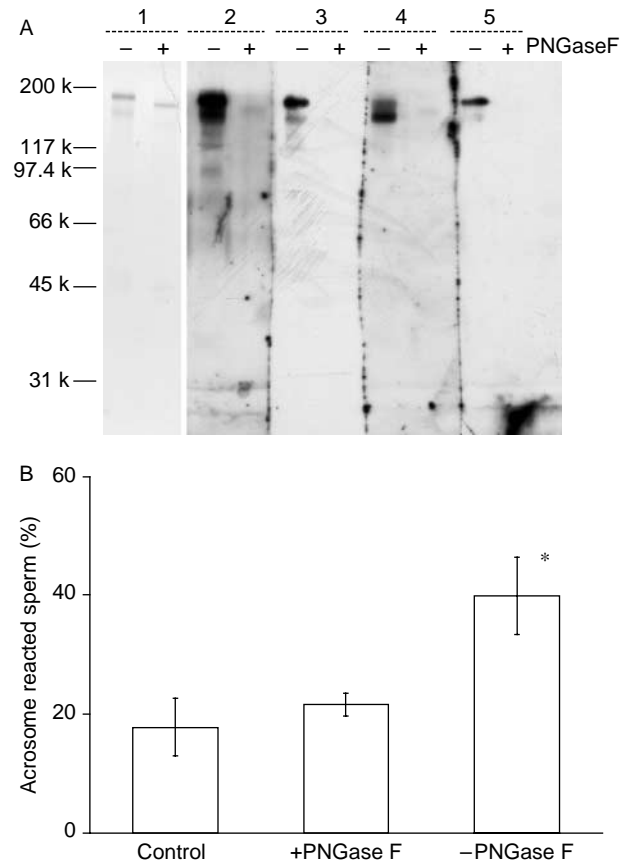 A
1 2 3 4 5
– + – + – + – + – + PNGaseF
200 k
117 k
97.4 k
66 k
45 k
31 k
B
60
40
20
0
Acrosome reacted sperm (%)
*
Control +PNGase F –PNGase F